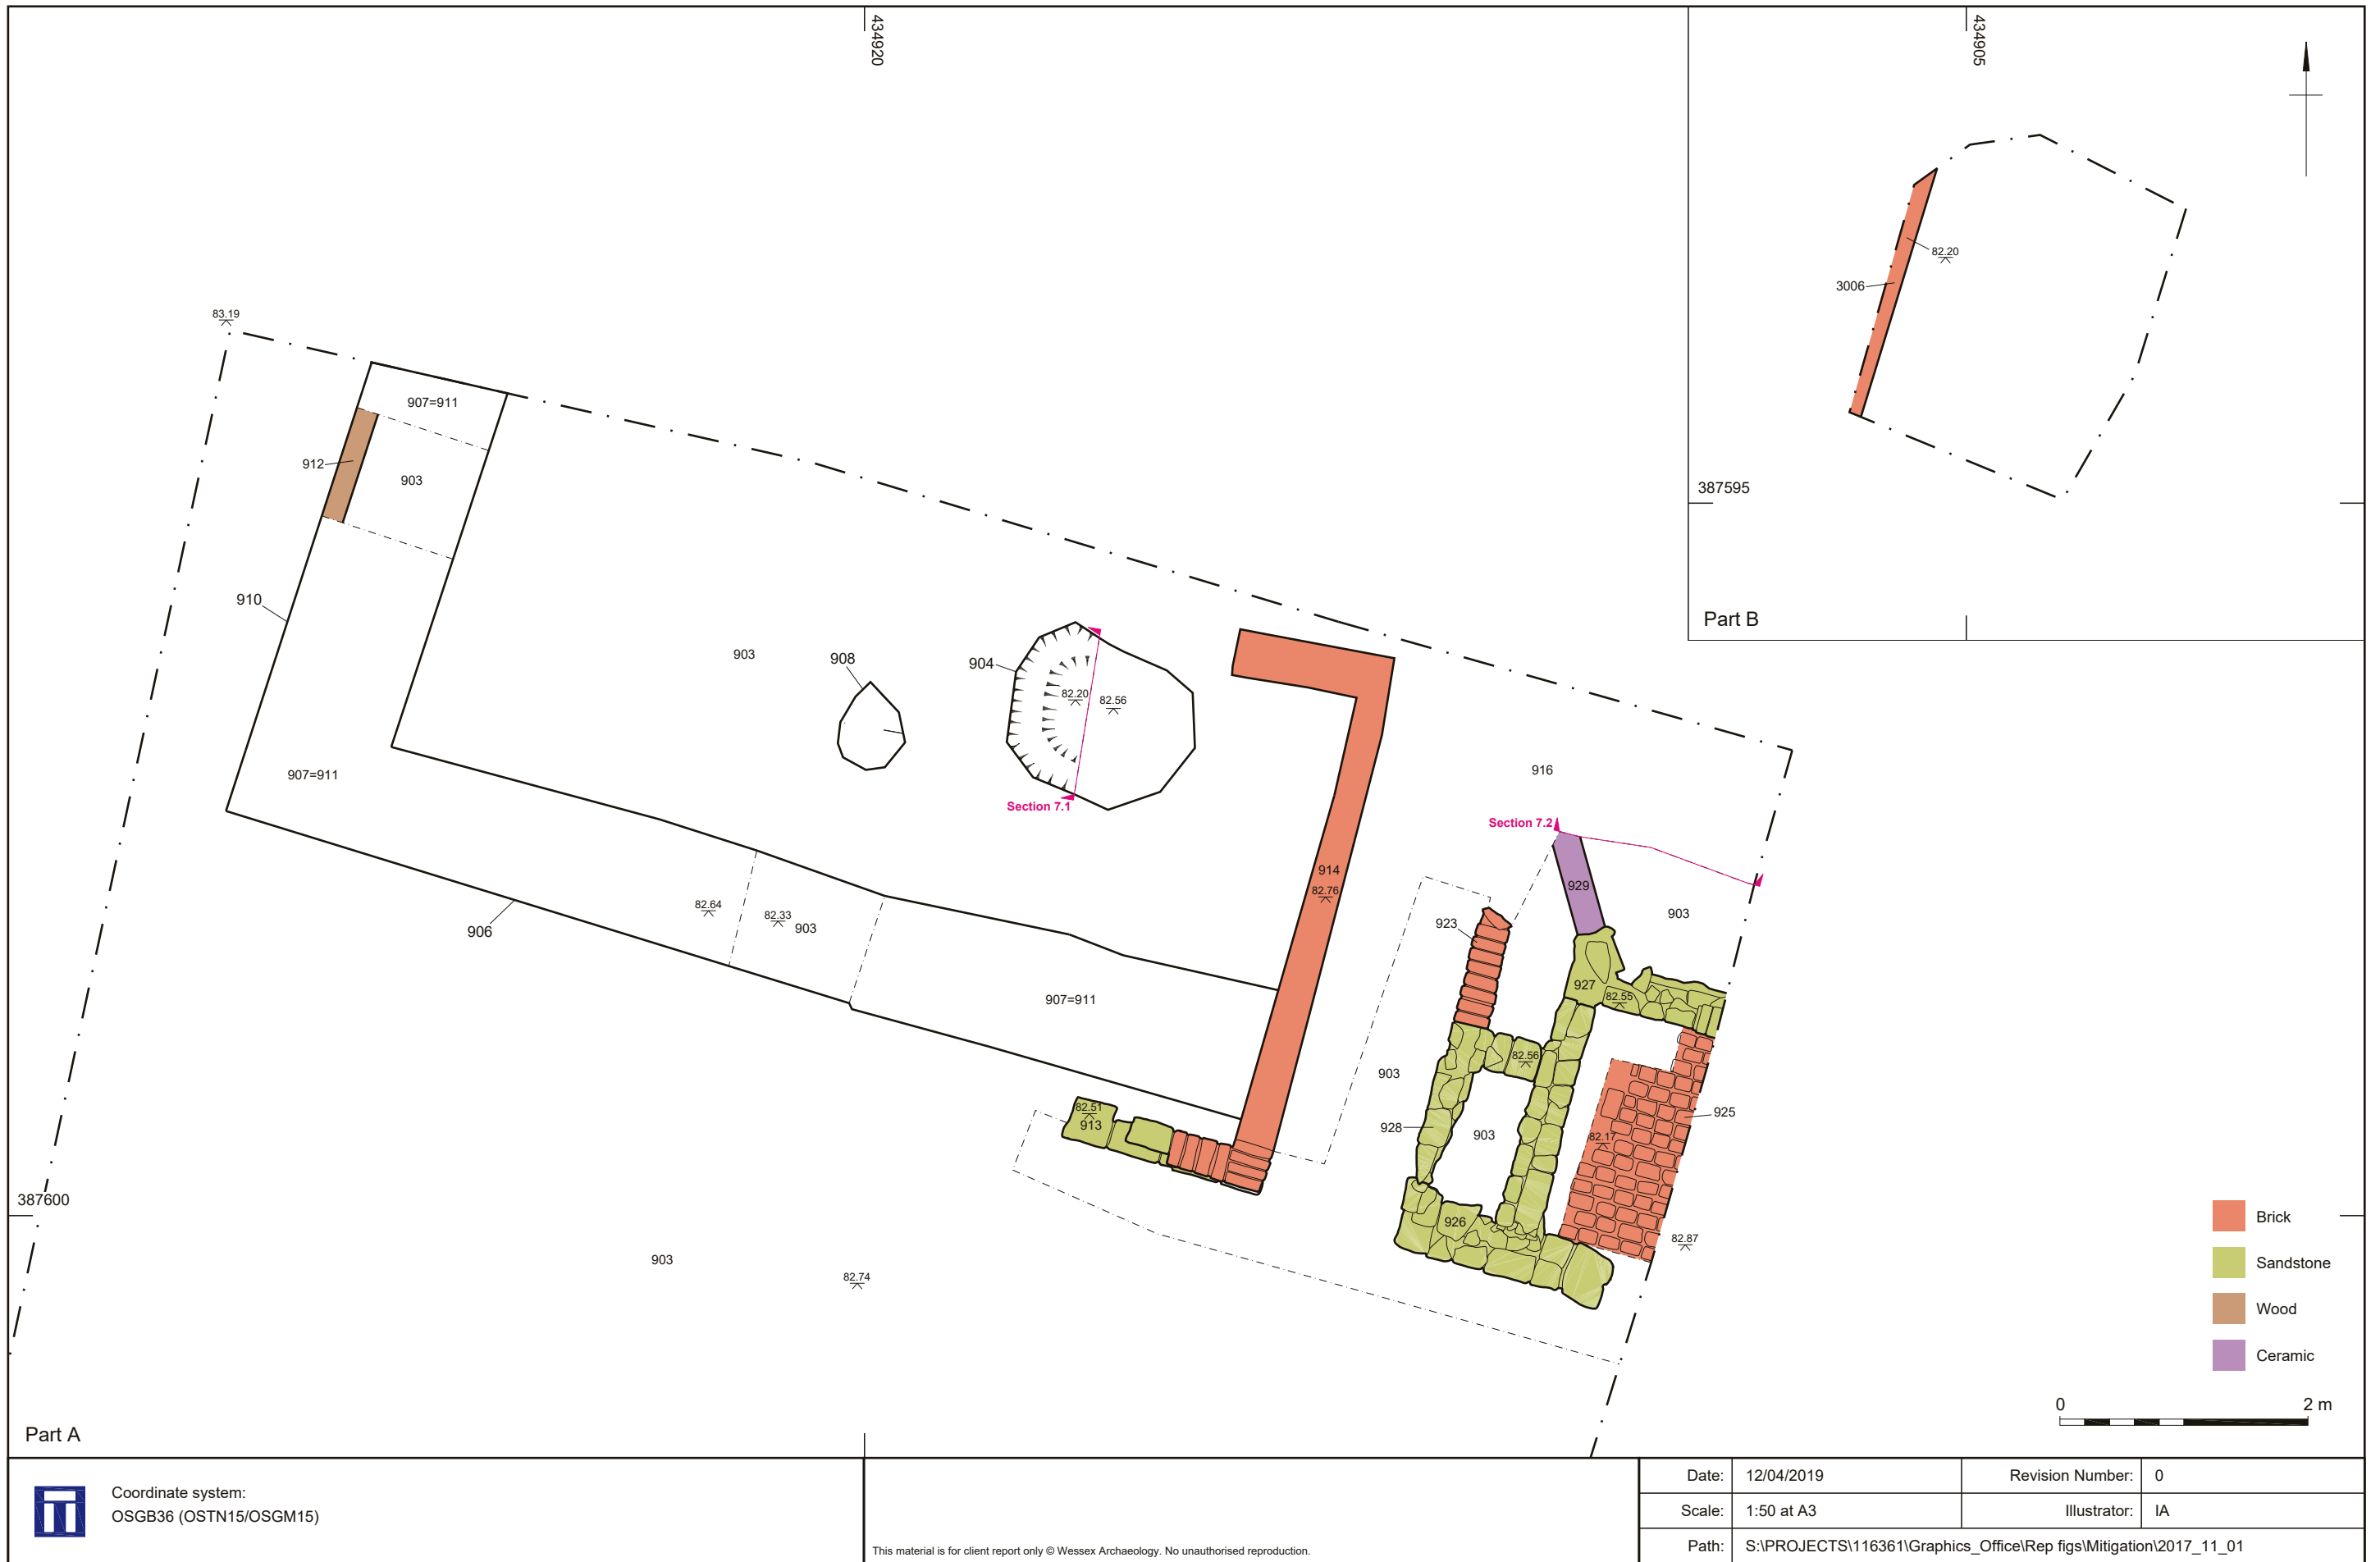 434920
434905
83.19
82.20
3006
907=911
912
903
387595
910
Part B
903
908
904
82.20
82.56
916
907=911
Section 7.1
Section 7.2
914
82.76
929
82.64
82.33
903
906
923
903
907=911
927
82.55
82.56
903
82.51
913
928
903
925
82.17
387600
926
82.87
903
82.74
Brick
Sandstone
Wood
Ceramic
0 2 m
Part A
Coordinate system:
OSGB36 (OSTN15/OSGM15)
This material is for client report only © Wessex Archaeology. No unauthorised reproduction.
Date: 12/04/2019 Revision Number: 0
Scale: 1:50 at A3 Illustrator: IA
Path: S:\PROJECTS\116361\Graphics_Office\Rep figs\Mitigation\2017_11_01